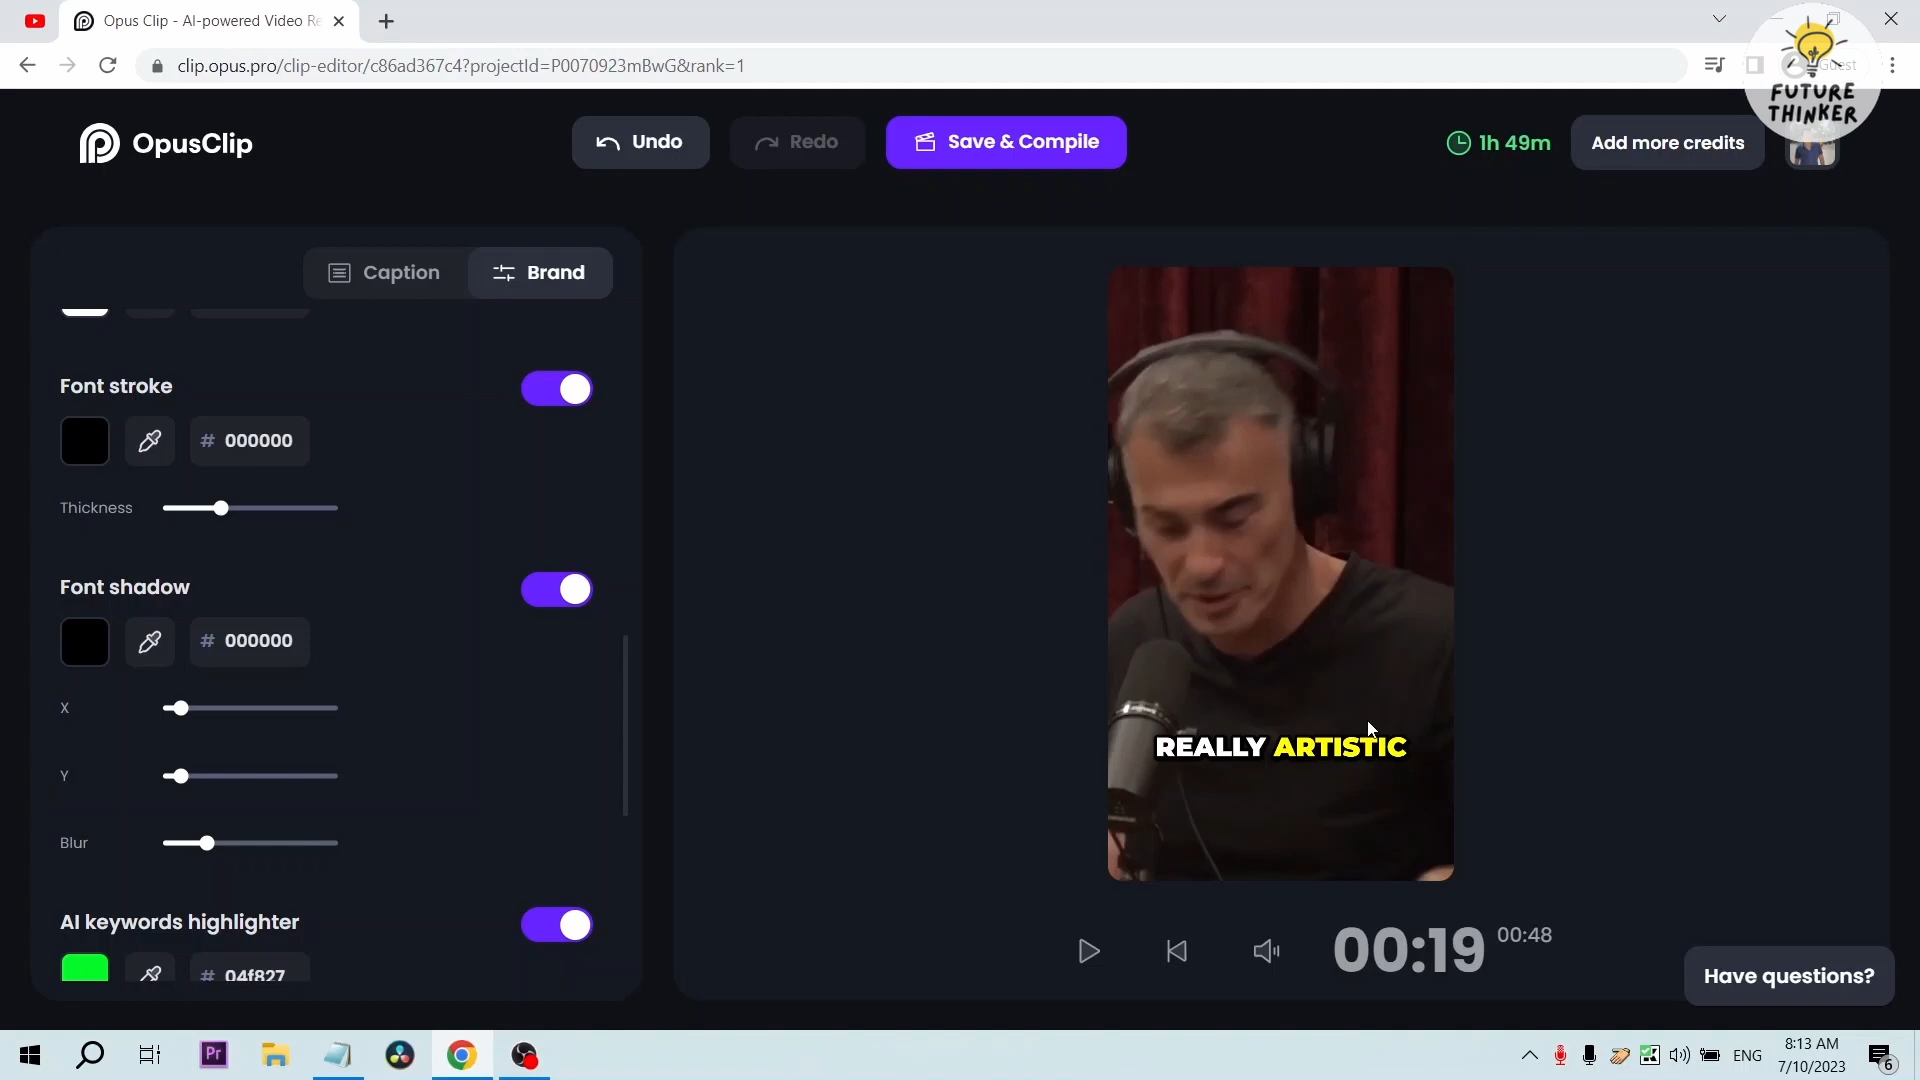 Opus Clip - AI-powered Video Re
clip.opus.pro/clip-editor/c86ad367c4?projectId=P0070923mBwG&rank=1
Guest
FUTURE
THINKER
OpusClip
Undo
Redo
Save & Compile
1h 49m
Add more credits
Caption
Brand
Font stroke
# 000000
Thickness
Font shadow
# 000000
X
Y
Blur
AI keywords highlighter
# 04f827
REALLY ARTISTIC
00:19
00:48
Have questions?
Pr
ENG
8:13 AM
7/10/2023
6